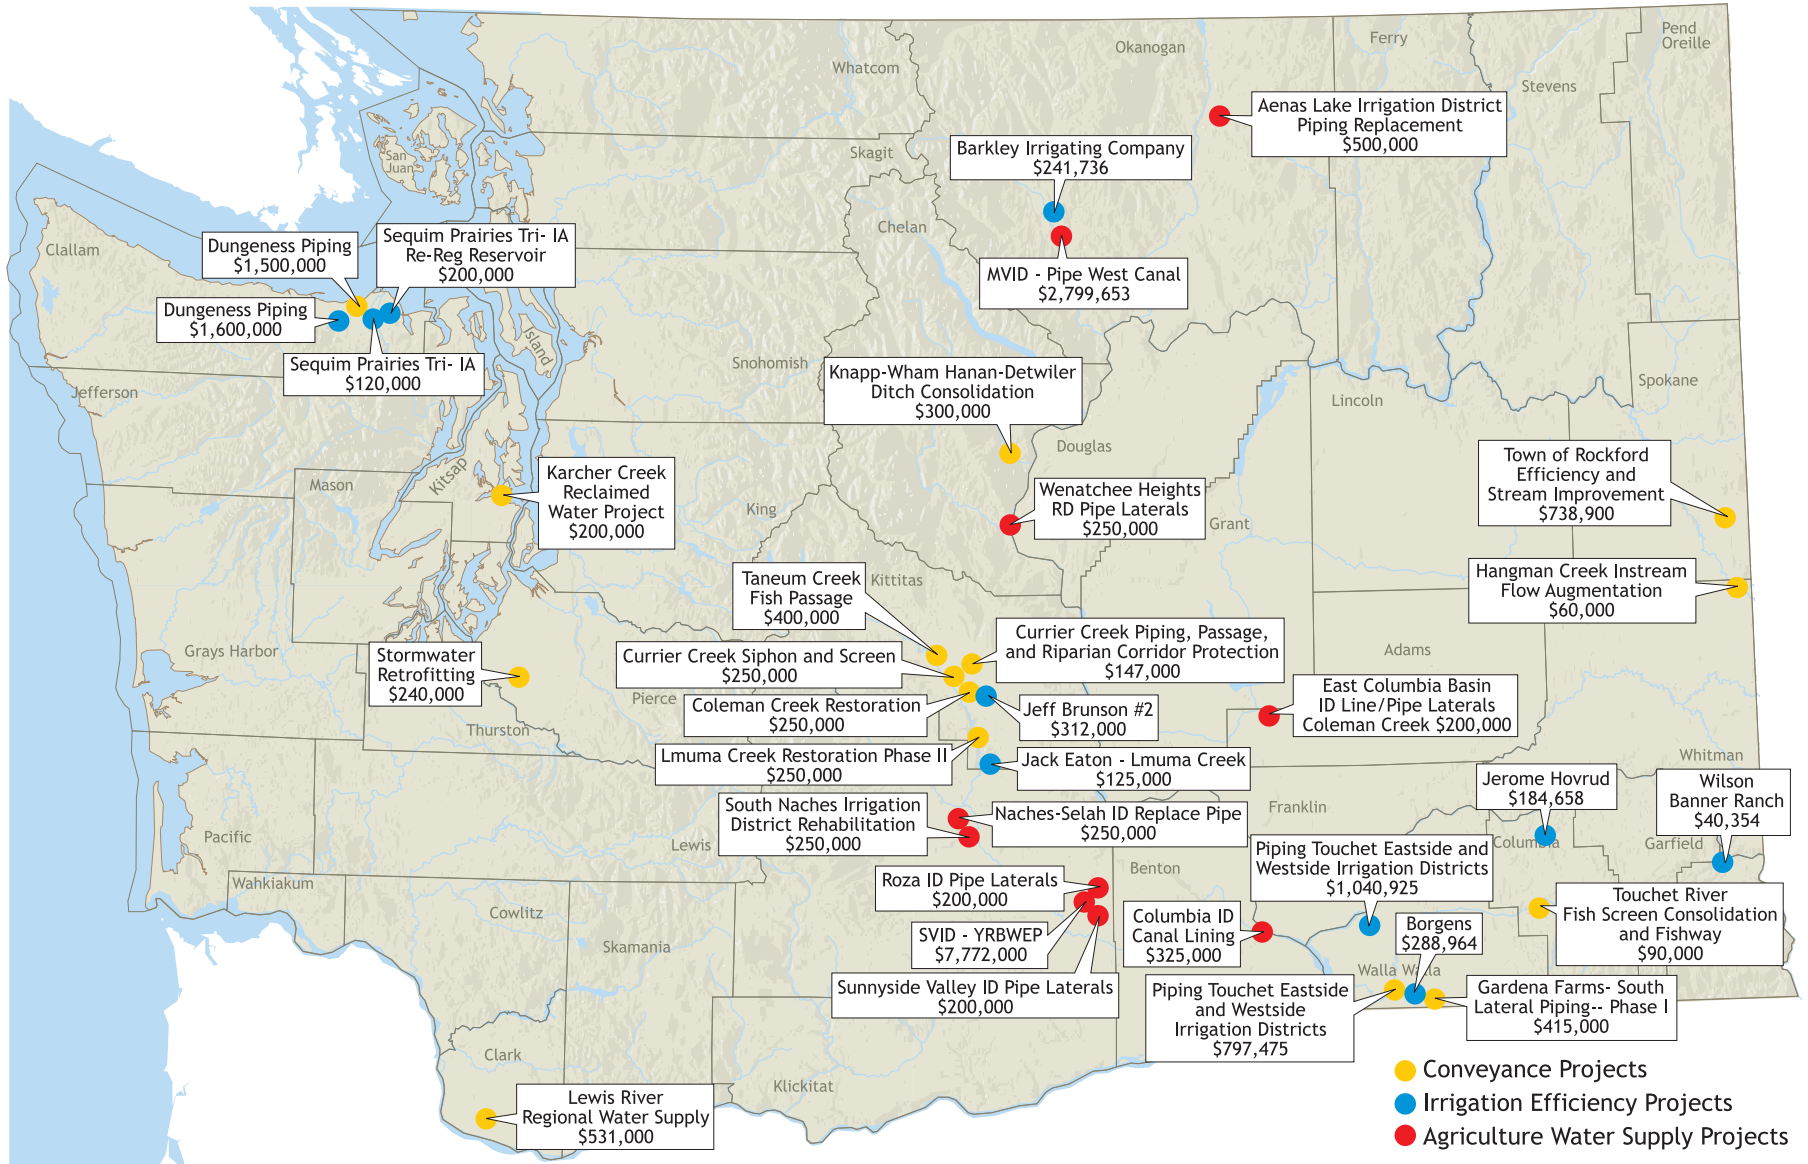 Okanogan
Ferry
Pend
Oreille
Whatcom
Stevens
Aenas Lake Irrigation District
Piping Replacement
$500,000
San
Juan
Skagit
Barkley Irrigating Company
$241,736
Chelan
Clallam
Dungeness Piping
$1,500,000
Sequim Prairies Tri- IA
Re-Reg Reservoir
$200,000
MVID - Pipe West Canal
$2,799,653
Dungeness Piping
$1,600,000
Island
Sequim Prairies Tri- IA
$120,000
Snohomish
Jefferson
Knapp-Wham Hanan-Detwiler
Ditch Consolidation
$300,000
Spokane
Lincoln
Douglas
Town of Rockford
Efficiency and
Stream Improvement
$738,900
Kitsap
Mason
Karcher Creek
Reclaimed
Water Project
$200,000
King
Wenatchee Heights
RD Pipe Laterals
$250,000
Grant
Taneum Creek
Fish Passage
$400,000
Kittitas
Hangman Creek Instream
Flow Augmentation
$60,000
Grays Harbor
Stormwater
Retrofitting
$240,000
Currier Creek Siphon and Screen
$250,000
Currier Creek Piping, Passage,
and Riparian Corridor Protection
$147,000
Adams
Pierce
Coleman Creek Restoration
$250,000
Jeff Brunson #2
$312,000
East Columbia Basin
ID Line/Pipe Laterals
Coleman Creek $200,000
Thurston
Lmuma Creek Restoration Phase II
$250,000
Jack Eaton - Lmuma Creek
$125,000
Whitman
Jerome Hovrud
$184,658
Wilson
Banner Ranch
$40,354
South Naches Irrigation
District Rehabilitation
$250,000
Naches-Selah ID Replace Pipe
$250,000
Franklin
Pacific
Lewis
Columbia
Garfield
Piping Touchet Eastside and
Westside Irrigation Districts
$1,040,925
Benton
Wahkiakum
Roza ID Pipe Laterals
$200,000
Cowlitz
Skamania
SVID - YRBWEP
$7,772,000
Columbia ID
Canal Lining
$325,000
Borgens
$288,964
Touchet River
Fish Screen Consolidation
and Fishway
$90,000
Walla Walla
Sunnyside Valley ID Pipe Laterals
$200,000
Piping Touchet Eastside
and Westside
Irrigation Districts
$797,475
Gardena Farms- South
Lateral Piping-- Phase I
$415,000
Clark
Klickitat
Lewis River
Regional Water Supply
$531,000
Conveyance Projects
Irrigation Efficiency Projects
Agriculture Water Supply Projects